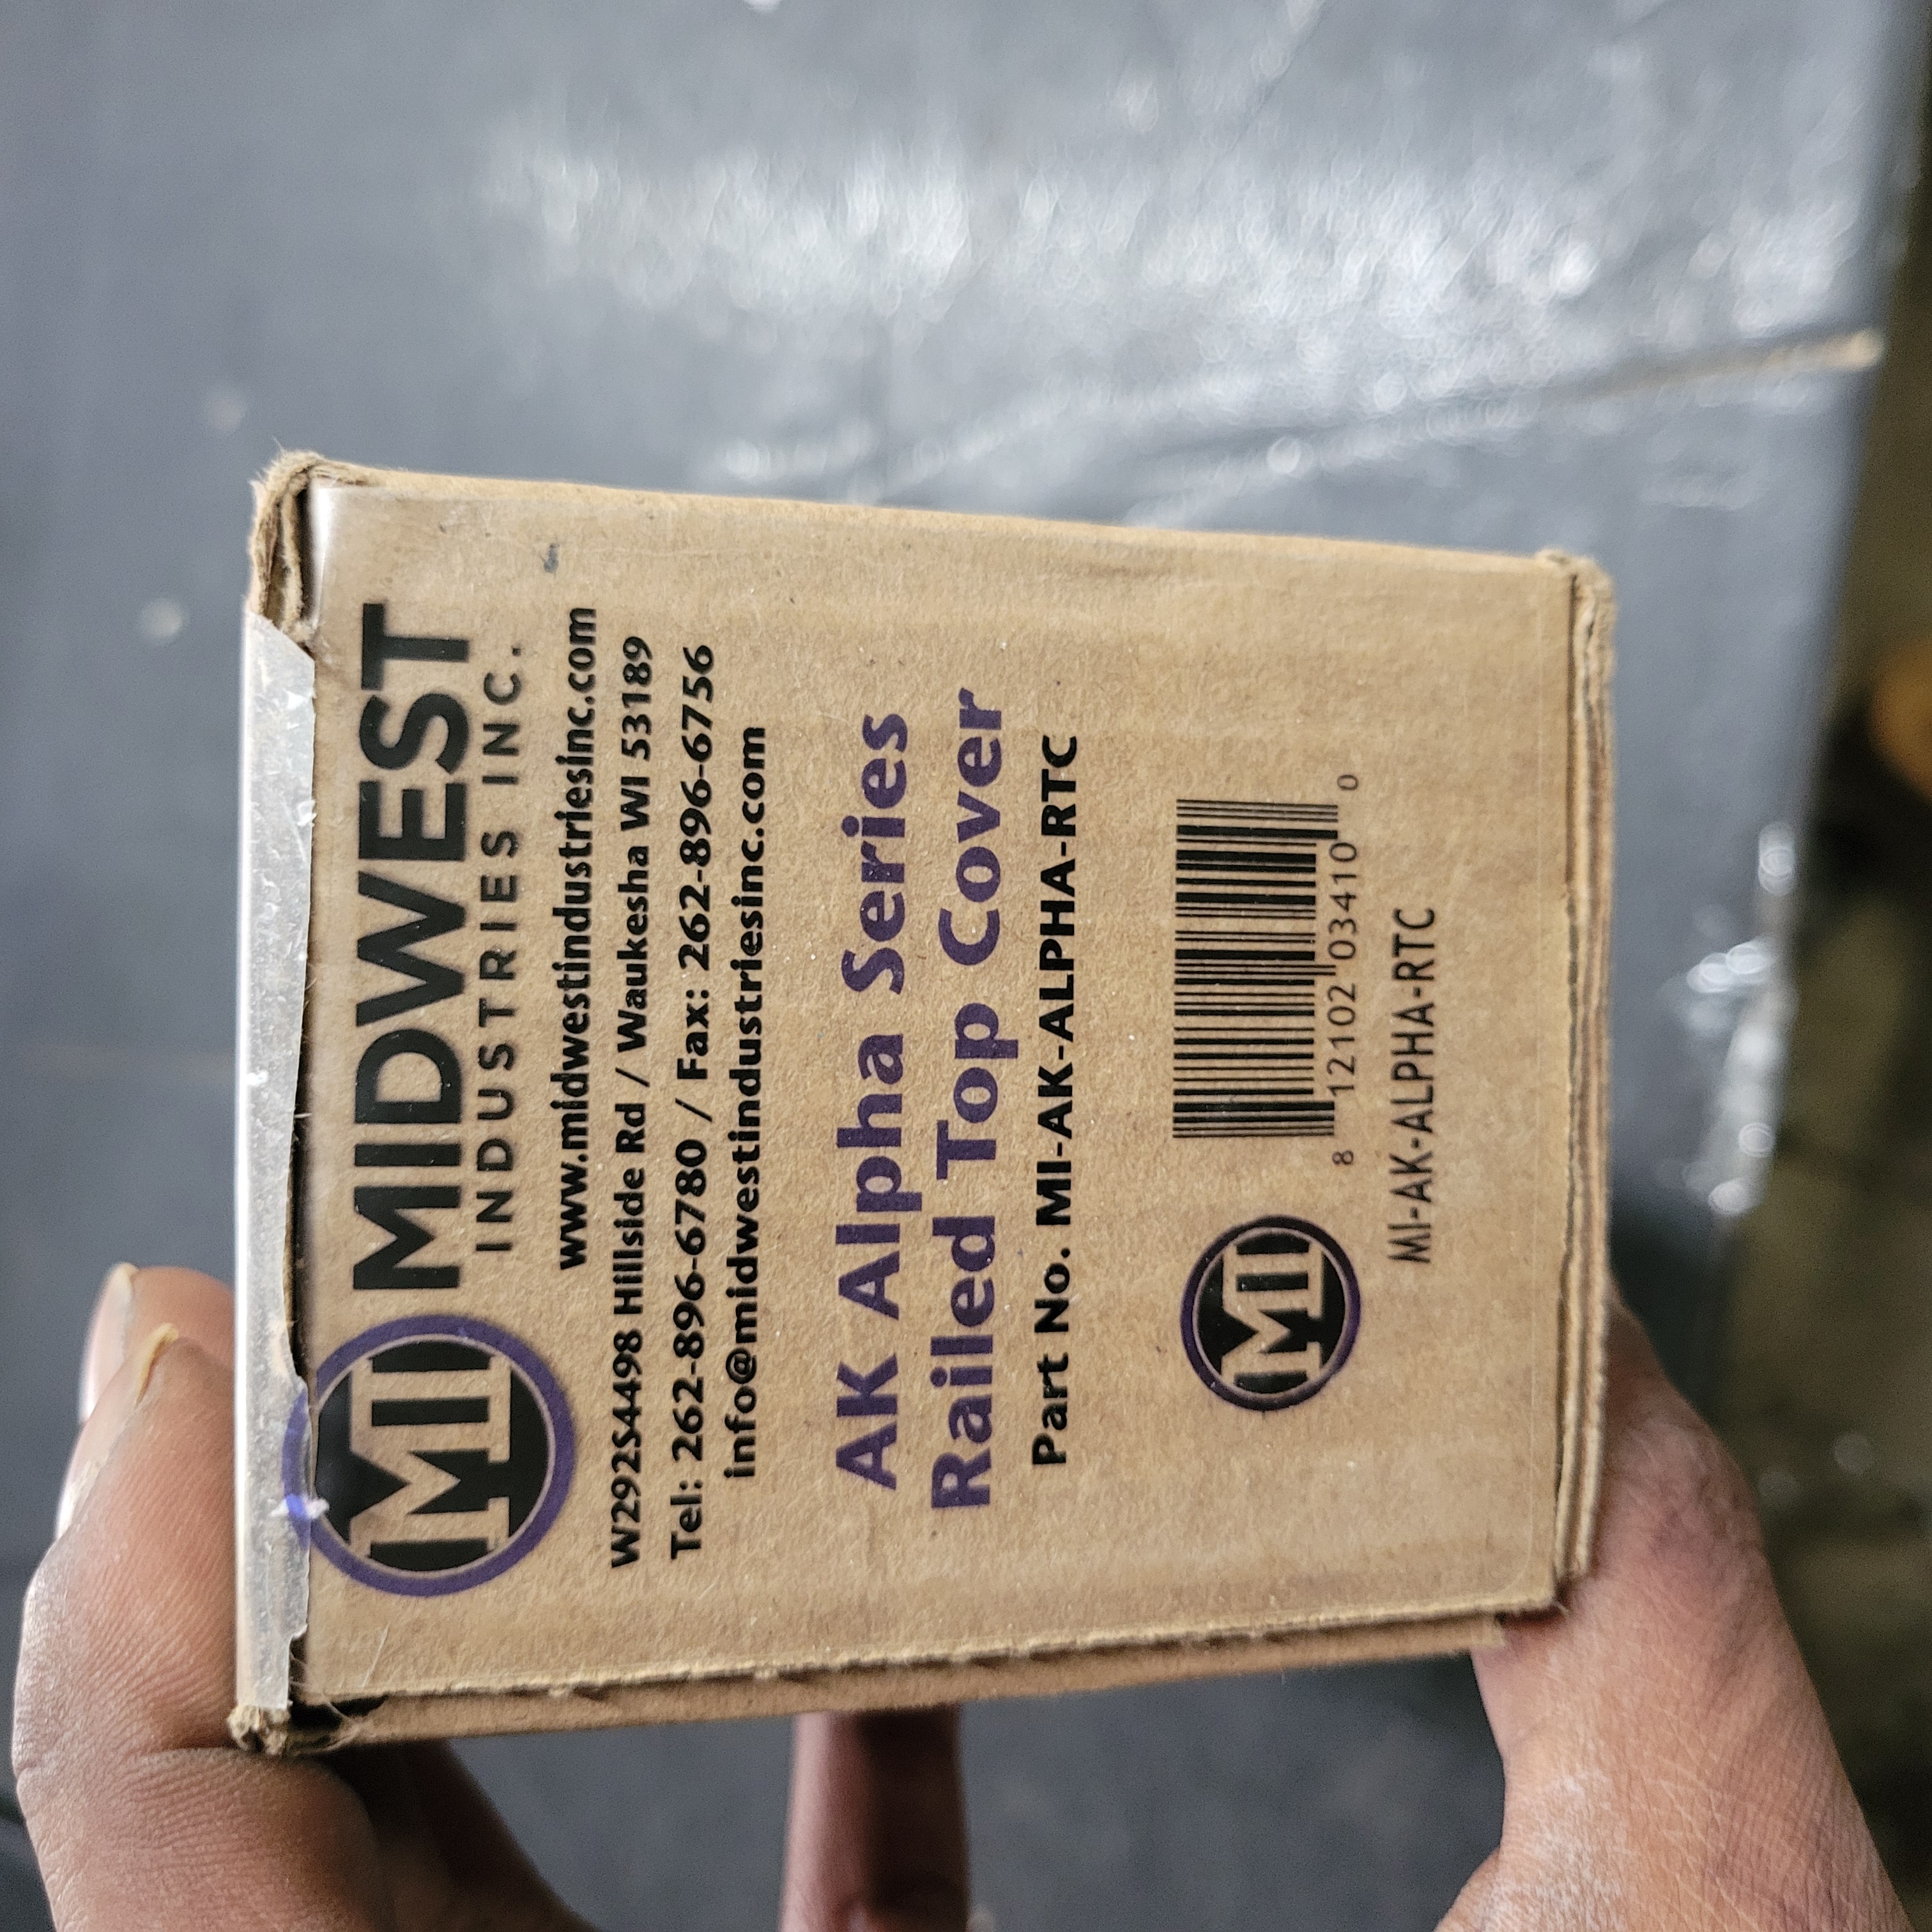 MI MIDWEST
INDUSTRIES INC.
www.midwestindustriesinc.com
W292S4498 Hillside Rd / Waukesha WI 53189
Tel: 262-896-6780 / Fax: 262-896-6756
info@midwestindustriesinc.com
AK Alpha Series
Railed Top Cover
Part No. MI-AK-ALPHA-RTC
MI
8 12102 03410 0
MI-AK-ALPHA-RTC